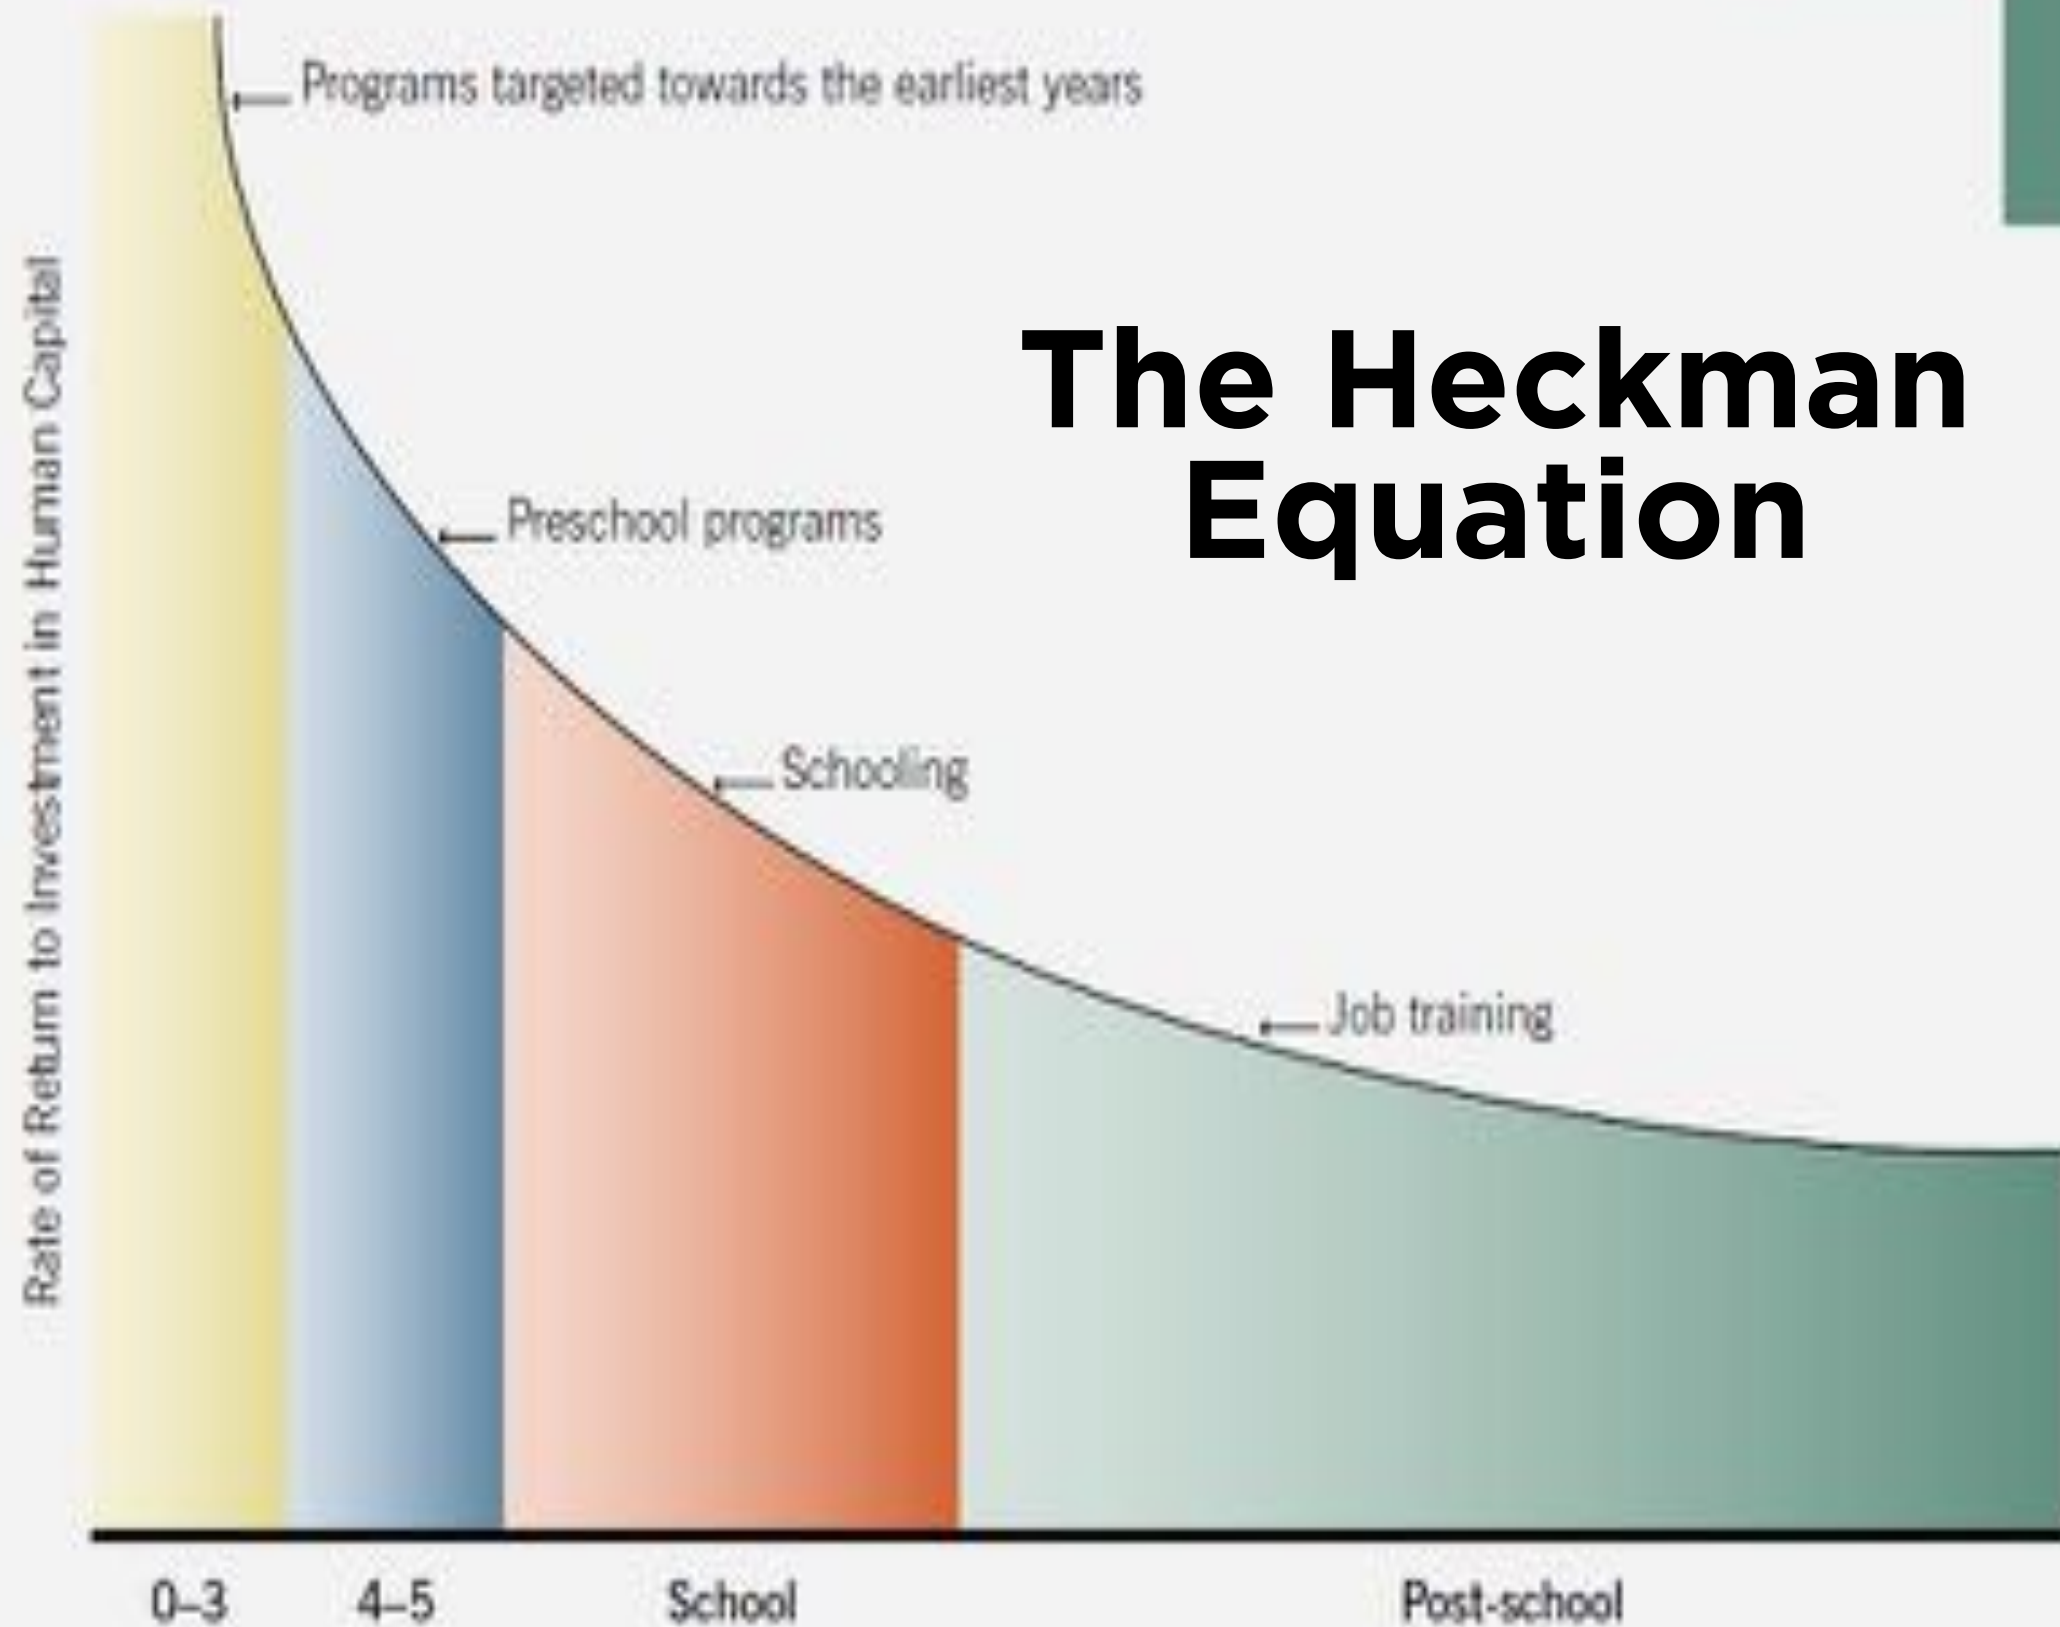 Programs targeted towards the earliest years
Rate of Return to Investment in Human Capital
The Heckman
Equation
Preschool programs
Schooling
Job training
0–3
4–5
School
Post-school